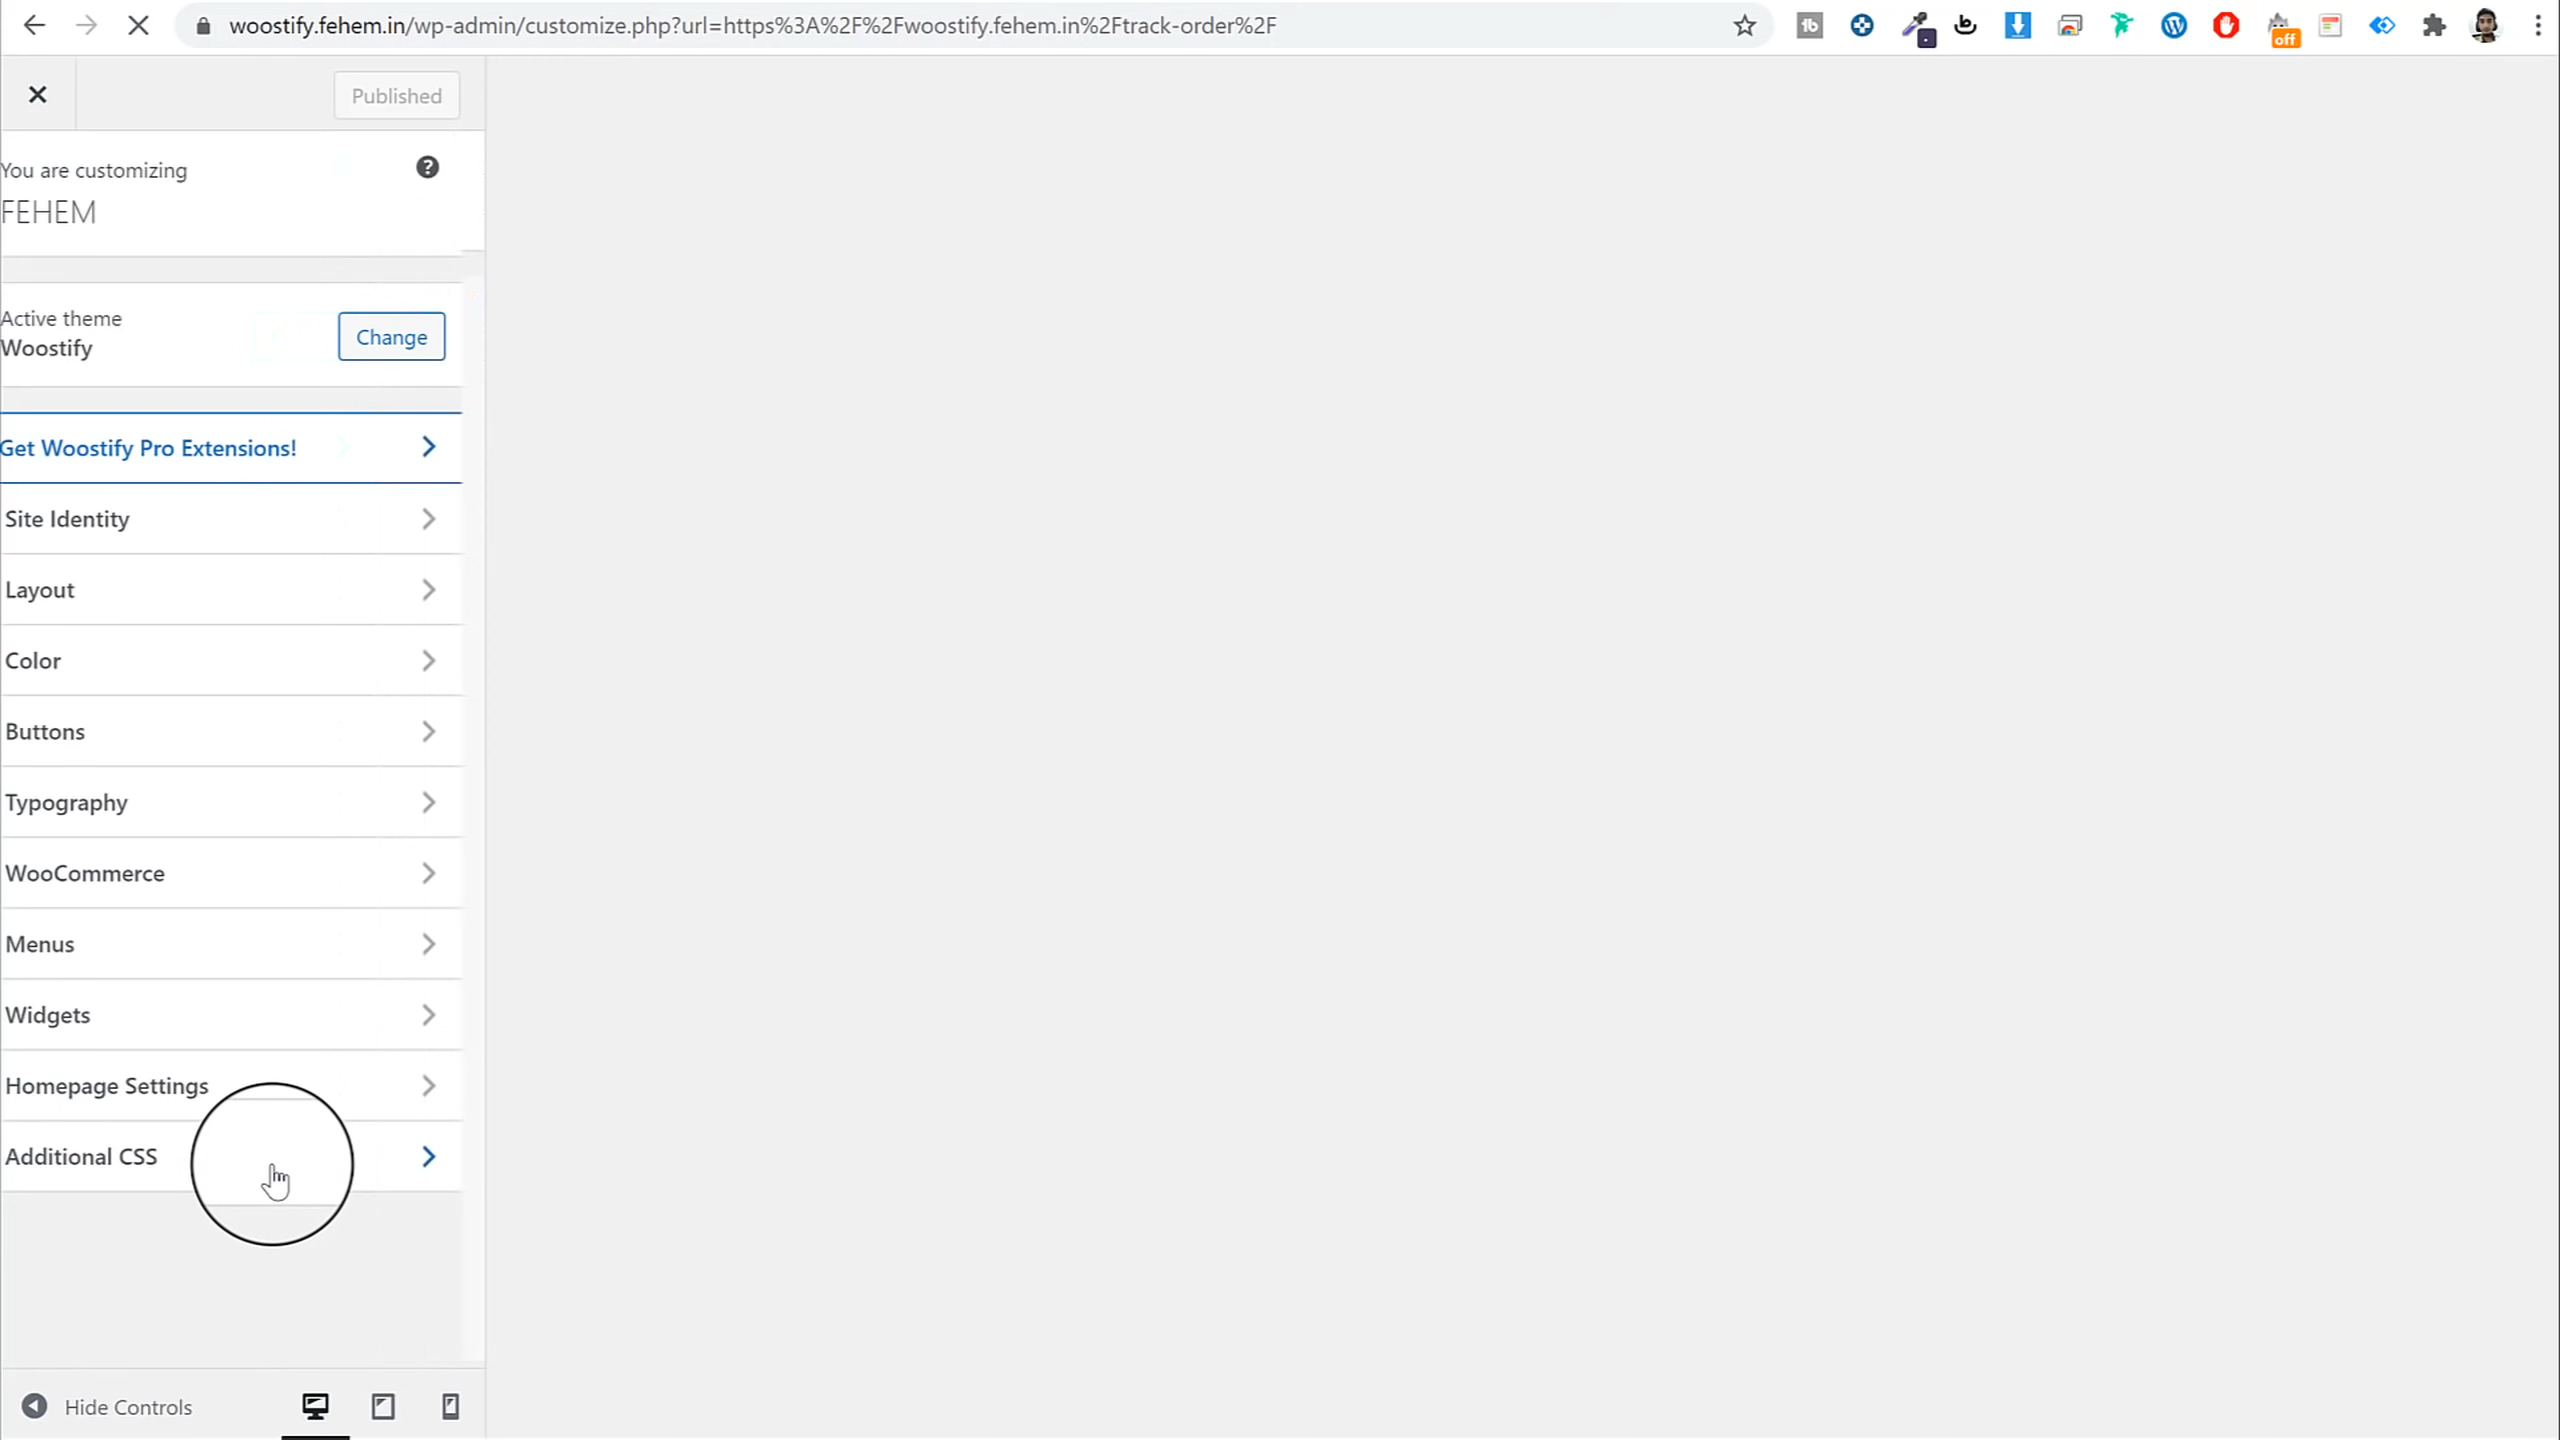 woostify.fehem.in/wp-admin/customize.php?url=https%3A%2F%2Fwoostify.fehem.in%2Ftrack-order%2F
off
Published
You are customizing
FEHEM
Active theme
Woostify
Change
Get Woostify Pro Extensions!
Site Identity
Layout
Color
Buttons
Typography
WooCommerce
Menus
Widgets
Homepage Settings
Additional CSS
Hide Controls